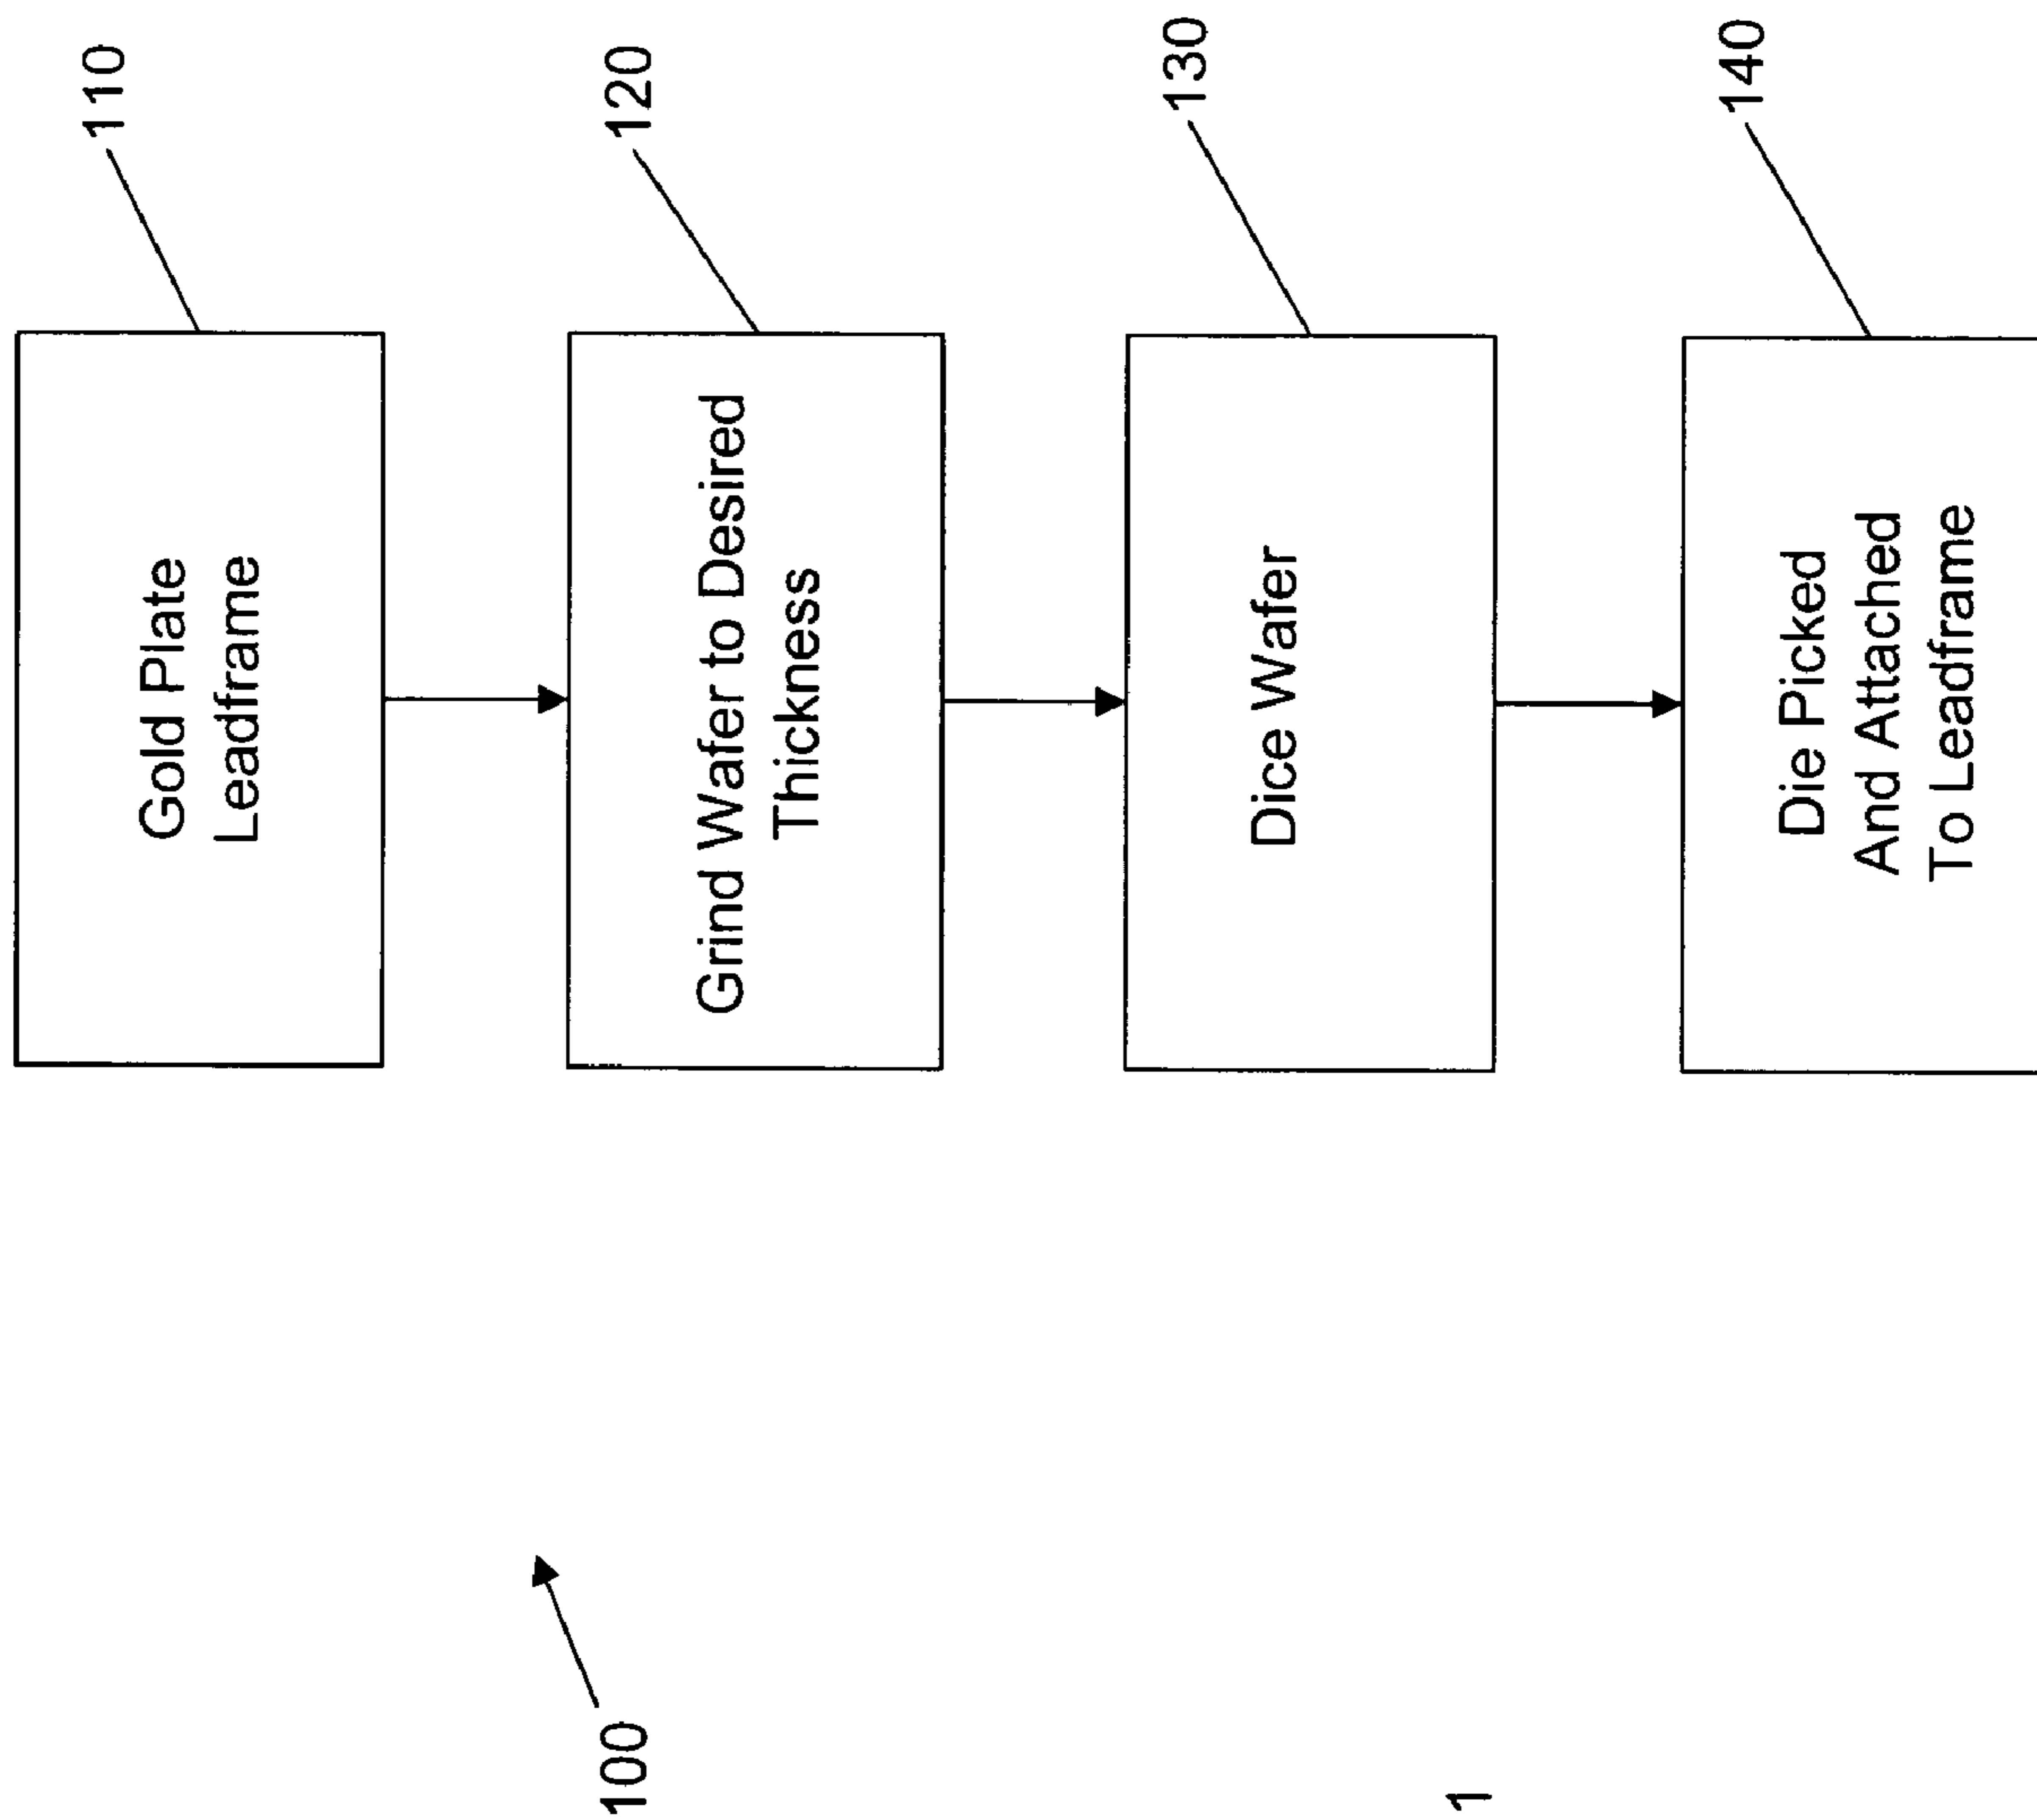 110
Gold Plate
Leadframe
120
Grind Wafer to Desired
Thickness
100
130
Dice Wafer
140
Die Picked
And Attached
To Leadframe
1